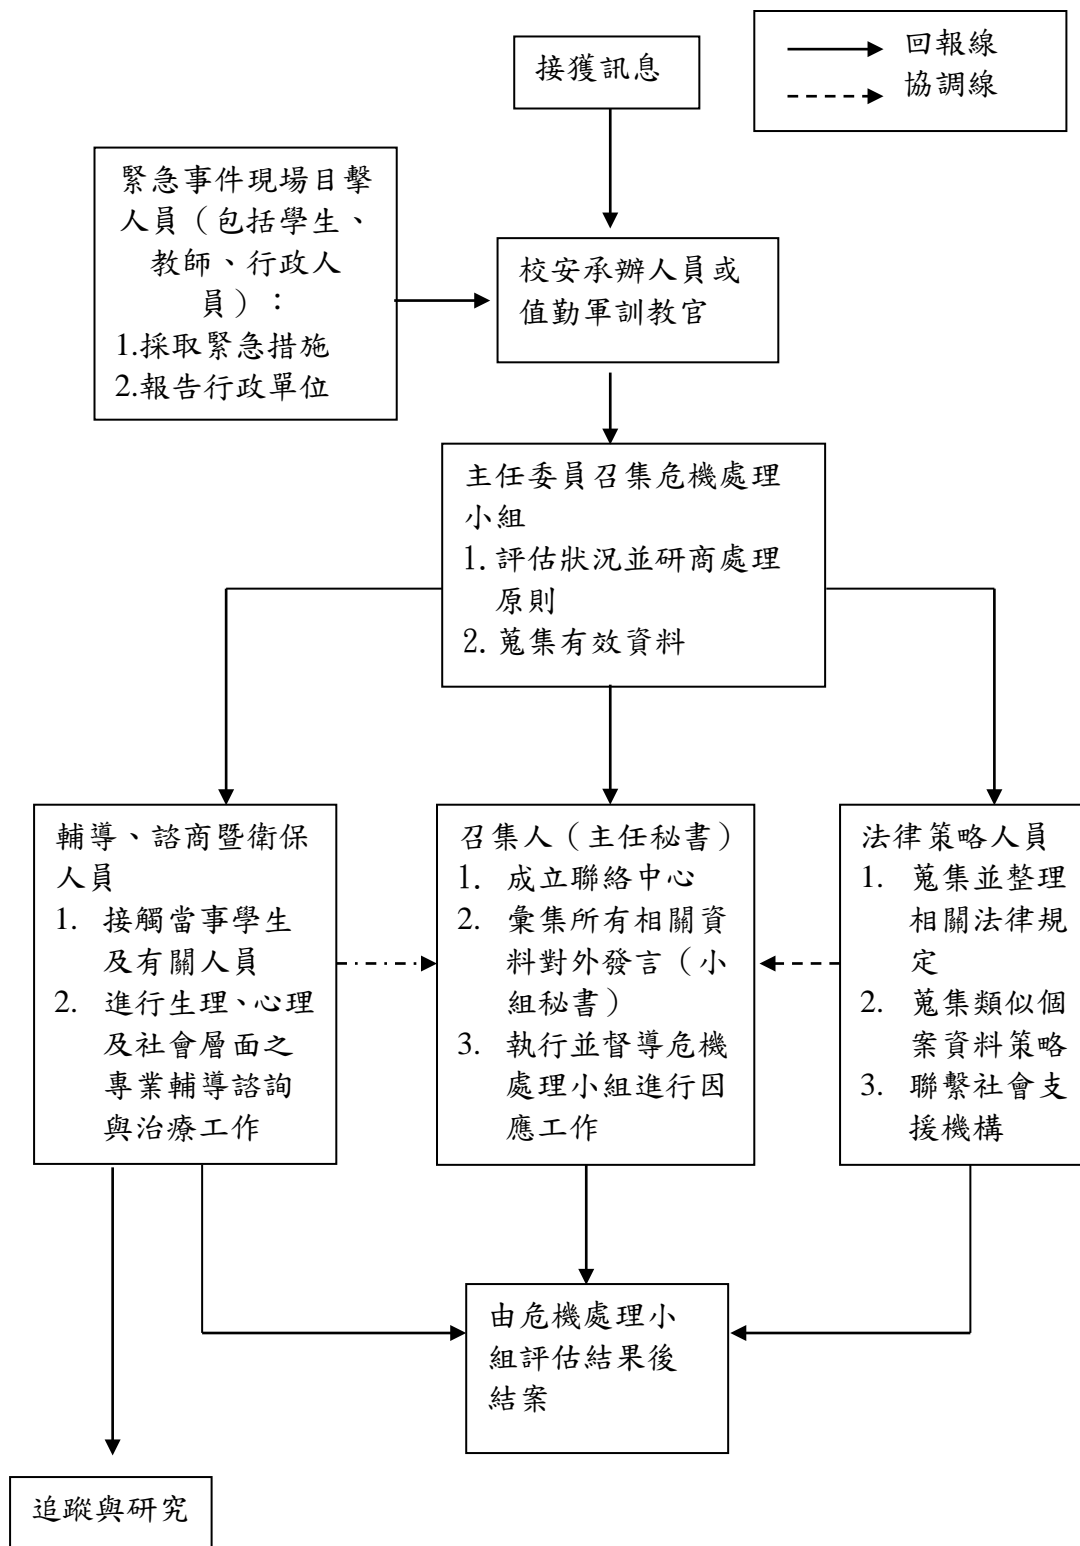 接獲訊息
回報線
協調線
緊急事件現場目擊
人員（包括學生、
教師、行政人
員）：
1.採取緊急措施
2.報告行政單位
校安承辦人員或
值勤軍訓教官
主任委員召集危機處理
小組
1.評估狀況並研商處理
原則
2.蒐集有效資料
輔導、諮商暨衛保
人員
1. 接觸當事學生
及有關人員
2. 進行生理、心理
及社會層面之
專業輔導諮詢
與治療工作
召集人（主任秘書）
1. 成立聯絡中心
2. 彙集所有相關資
料對外發言（小
組秘書）
3. 執行並督導危機
處理小組進行因
應工作
法律策略人員
1. 蒐集並整理
相關法律規
定
2. 蒐集類似個
案資料策略
3. 聯繫社會支
援機構
由危機處理小
組評估結果後
結案
追蹤與研究